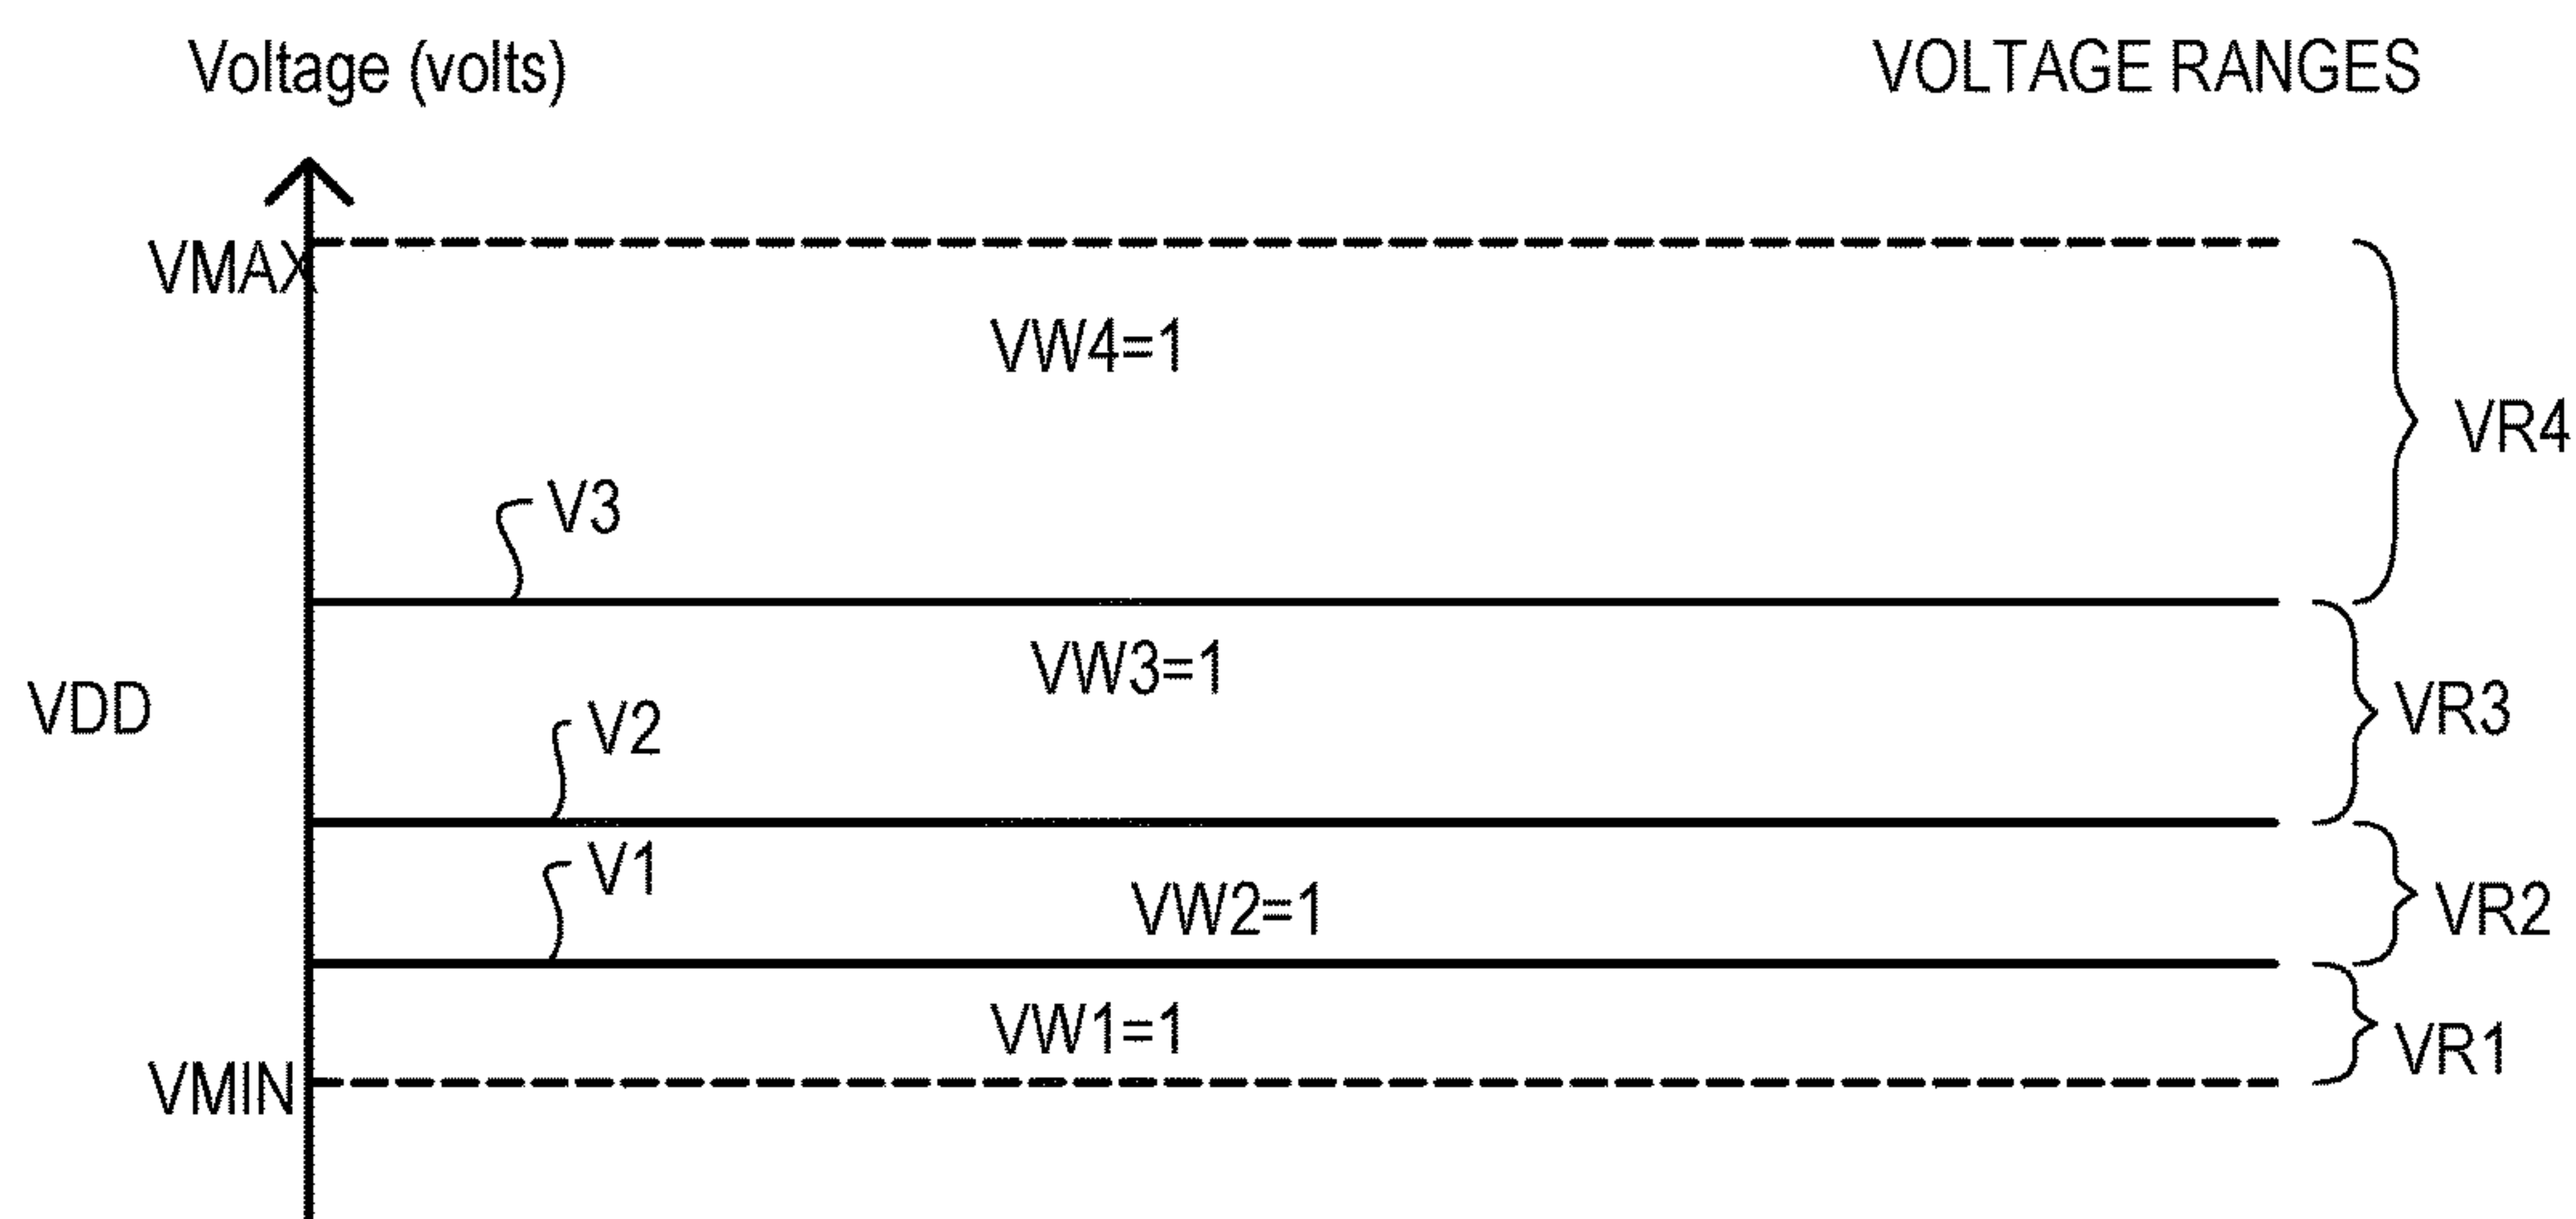 Voltage (volts)
VOLTAGE RANGES
VMAX
VW4=1
VR4
V3
VW3=1
VDD
VR3
V2
V1
VW2=1
VR2
VW1=1
VR1
VMIN